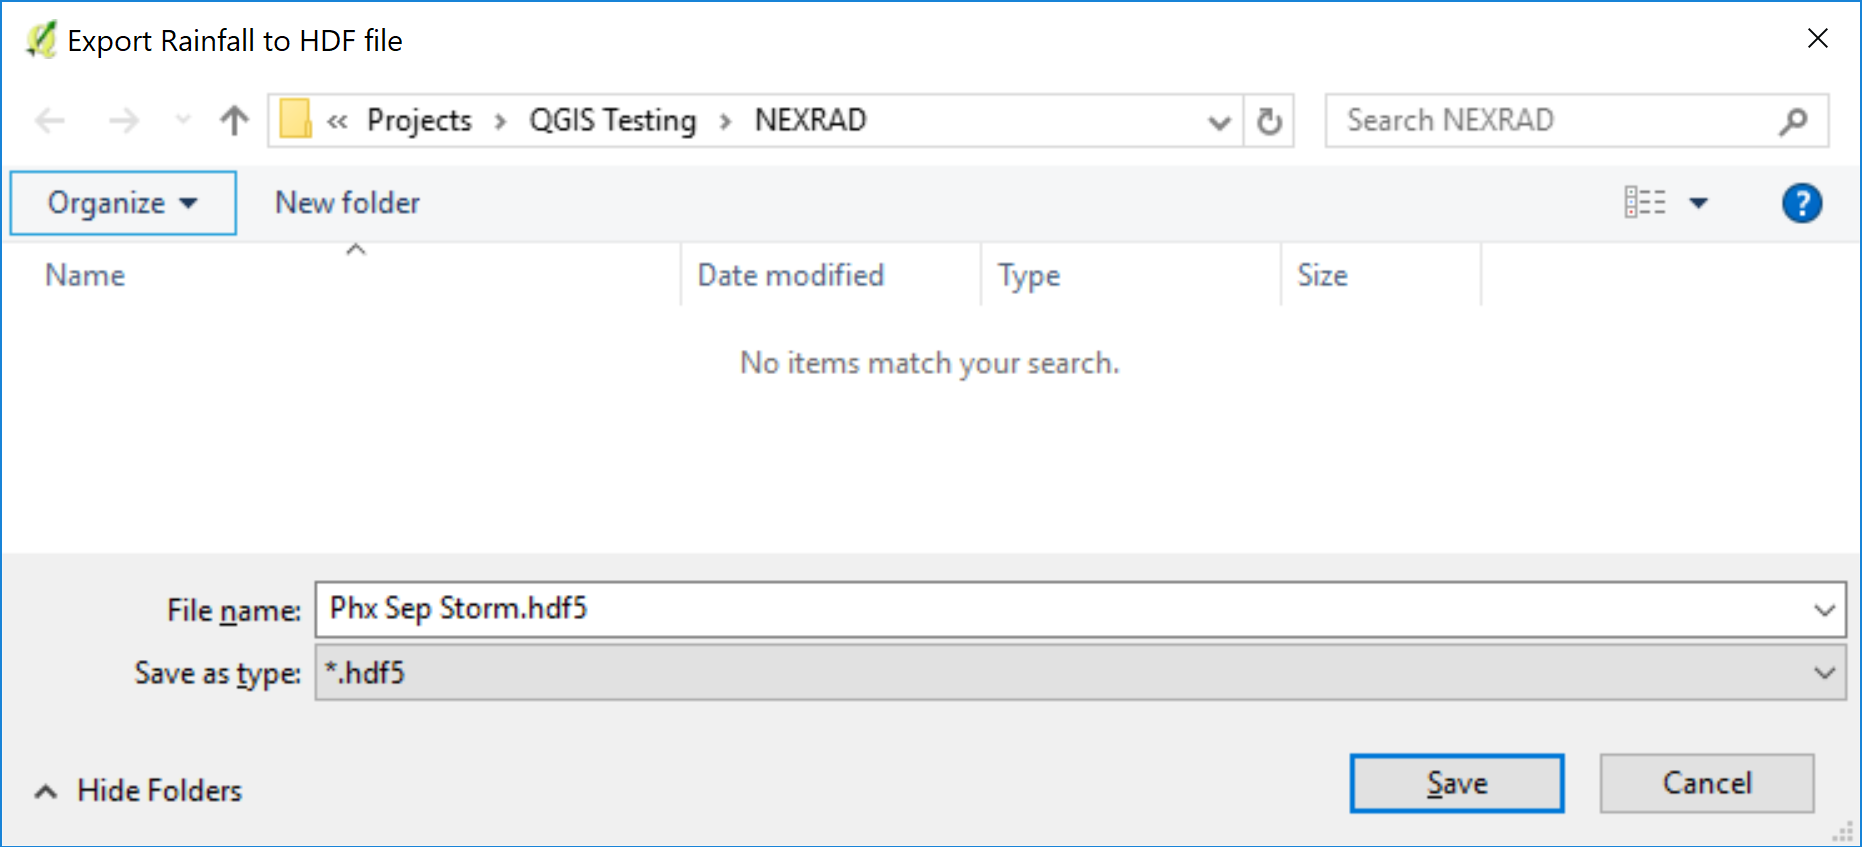 Export Rainfall to HDF file
« Projects > QGIS Testing > NEXRAD
Search NEXRAD
Organize
New folder
?
Name
Date modified
Type
Size
No items match your search.
File name: Phx Sep Storm.hdf5
Save as type: *.hdf5
Hide Folders
Save
Cancel